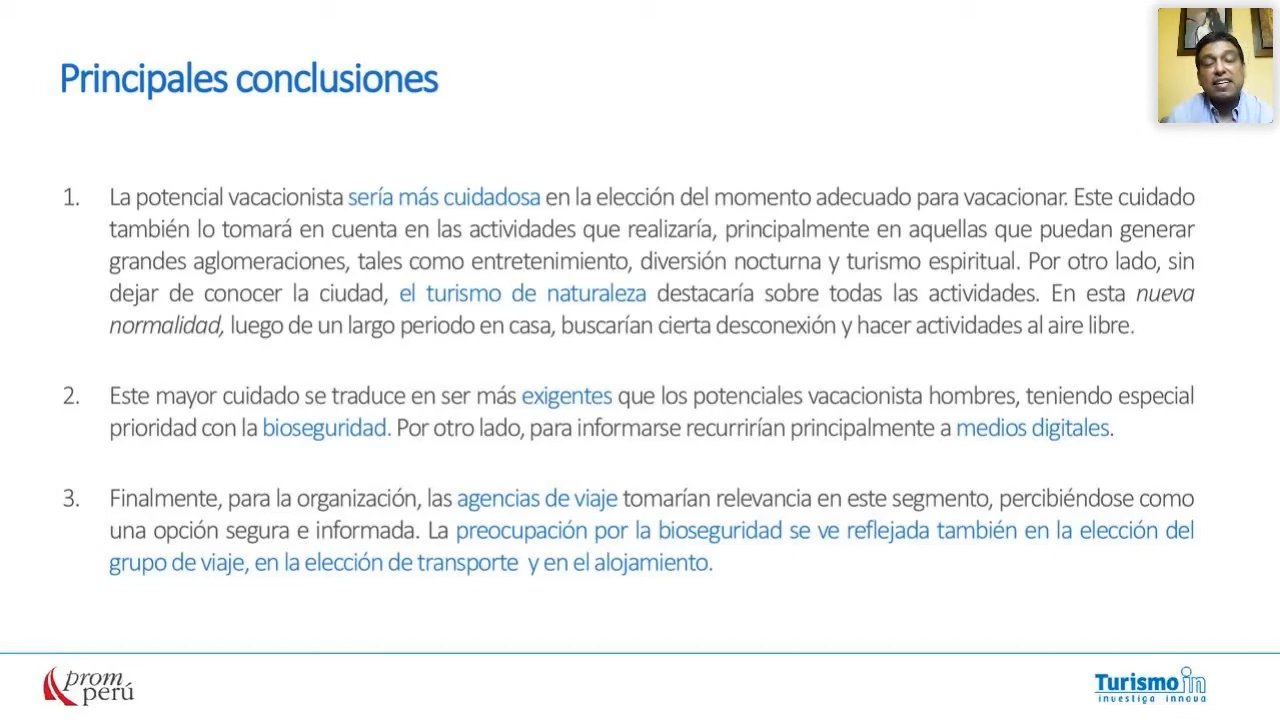 Principales conclusiones
1. La potencial vacacionista sería más cuidadosa en la elección del momento adecuado para vacacionar. Este cuidado
también lo tomará en cuenta en las actividades que realizaría, principalmente en aquellas que puedan generar
grandes aglomeraciones, tales como entretenimiento, diversión nocturna y turismo espiritual. Por otro lado, sin
dejar de conocer la ciudad, el turismo de naturaleza destacaría sobre todas las actividades. En esta nueva
normalidad, luego de un largo periodo en casa, buscarían cierta desconexión y hacer actividades al aire libre.
2. Este mayor cuidado se traduce en ser más exigentes que los potenciales vacacionista hombres, teniendo especial
prioridad con la bioseguridad. Por otro lado, para informarse recurrirían principalmente a medios digitales.
3. Finalmente, para la organización, las agencias de viaje tomarían relevancia en este segmento, percibiéndose como
una opción segura e informada. La preocupación por la bioseguridad se ve reflejada también en la elección del
grupo de viaje, en la elección de transporte y en el alojamiento.
prom
perú
Turismo in
investiga innova